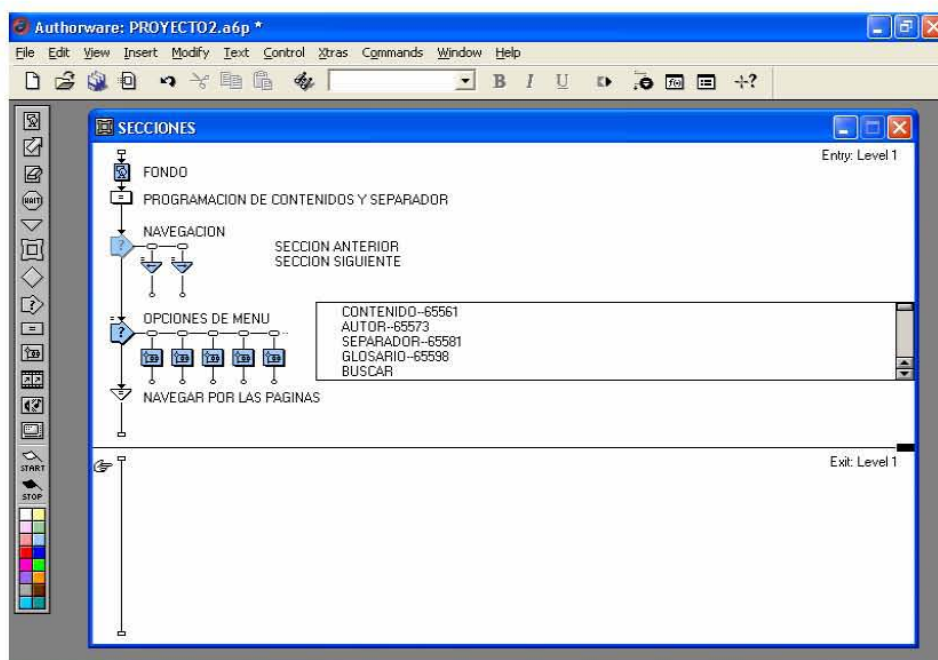 Authorware: PROYECTO2.a6p *
File Edit View Insert Modify Text Control Xtras Commands Window Help
B I U
SECCIONES
Entry: Level 1
FONDO
PROGRAMACION DE CONTENIDOS Y SEPARADOR
NAVEGACION
SECCION ANTERIOR
SECCION SIGUIENTE
OPCIONES DE MENU
CONTENIDO--65561
AUTOR--65573
SEPARADOR--65581
GLOSARIO--65598
BUSCAR
NAVEGAR POR LAS PAGINAS
Exit: Level 1
WAIT
START
STOP